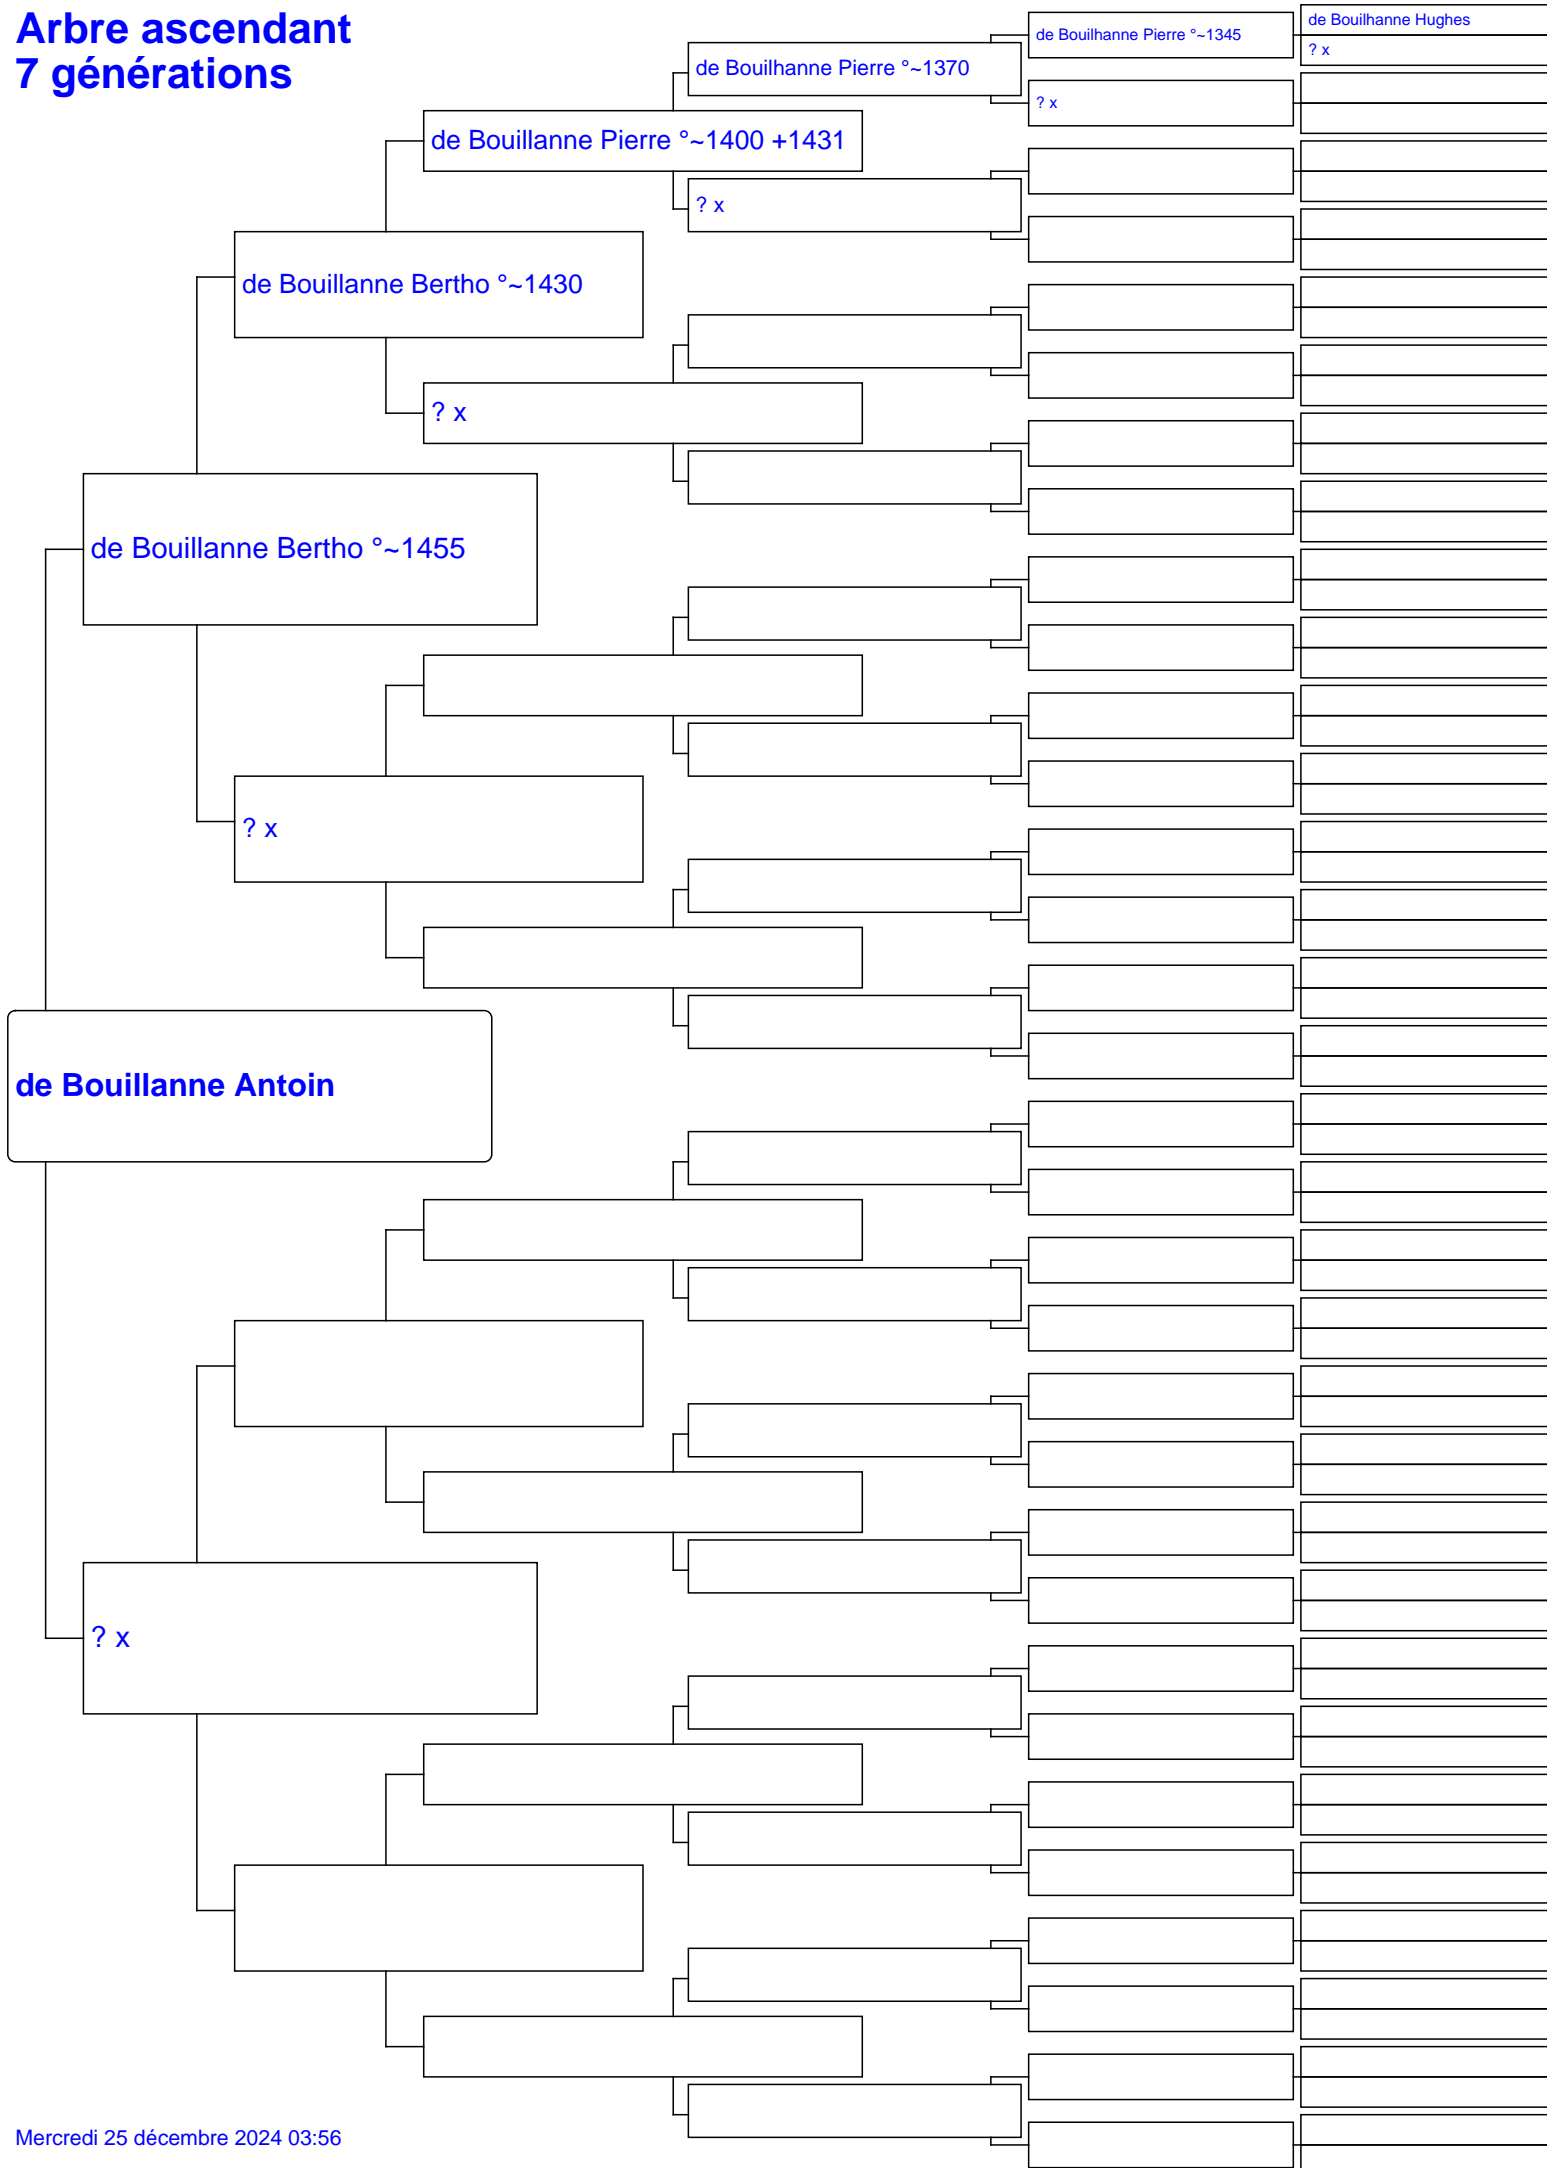 Arbre ascendant
7 générations
de Bouilhanne Hughes
de Bouilhanne Pierre °~1345
? x
de Bouilhanne Pierre °~1370
? x
de Bouillanne Pierre °~1400 +1431
? x
de Bouillanne Bertho °~1430
? x
de Bouillanne Bertho °~1455
? x
de Bouillanne Antoin
? x
Mercredi 25 décembre 2024 03:56